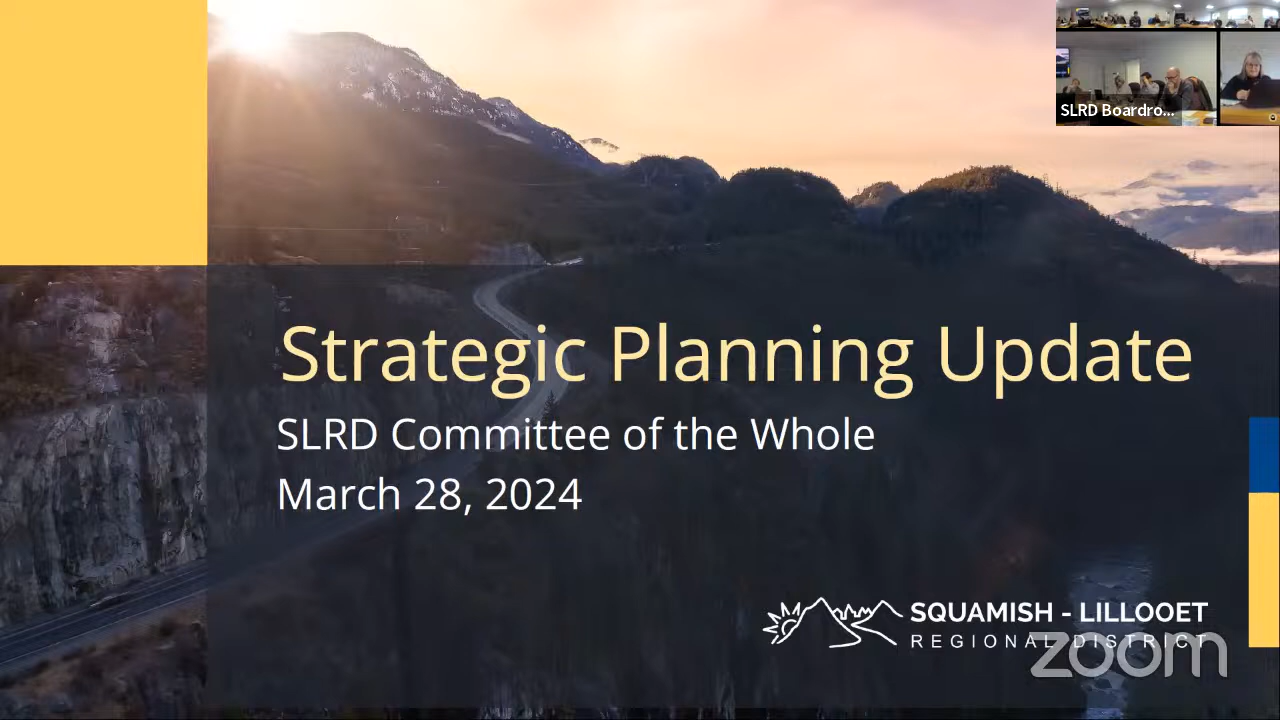 SLRD Boardro...
Strategic Planning Update
SLRD Committee of the Whole
March 28, 2024
SQUAMISH - LILLOOET
REGIONAL DISTRICT
zoom